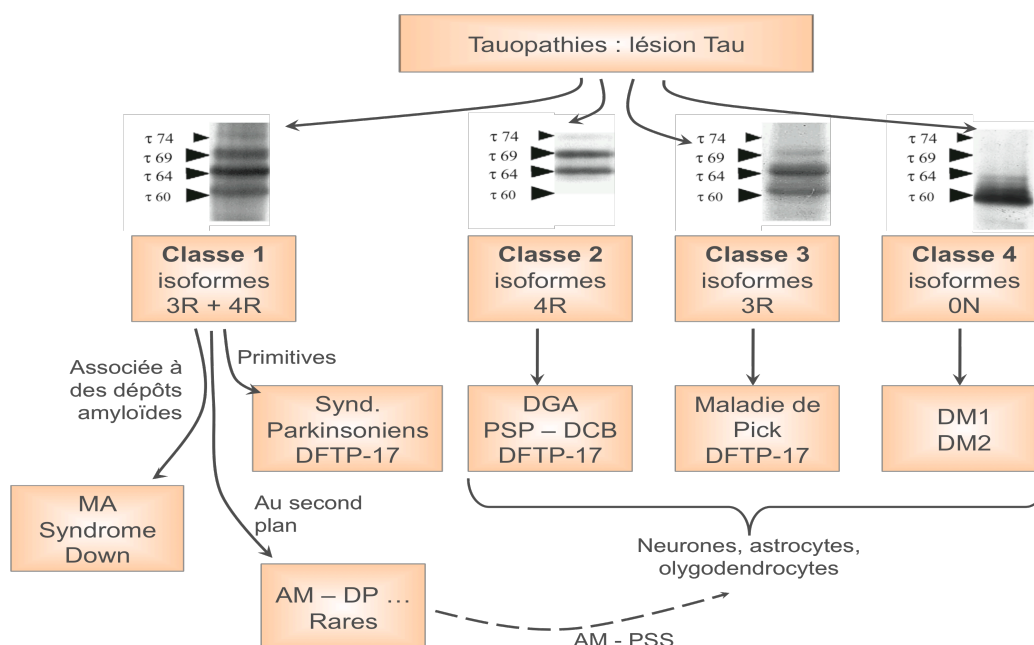 Tauopathies : lésion Tau
τ 74
τ 69
τ 64
τ 60
τ 74
τ 69
τ 64
τ 60
τ 74
τ 69
τ 64
τ 60
τ 74
τ 69
τ 64
τ 60
Classe 1
isoformes
3R + 4R
Classe 2
isoformes
4R
Classe 3
isoformes
3R
Classe 4
isoformes
0N
Associée à
des dépôts
amyloïdes
Primitives
Synd.
Parkinsoniens
DFTP-17
DGA
PSP – DCB
DFTP-17
Maladie de
Pick
DFTP-17
DM1
DM2
MA
Syndrome
Down
Au second
plan
Neurones, astrocytes,
olygodendrocytes
AM – DP ...
Rares
AM - PSS